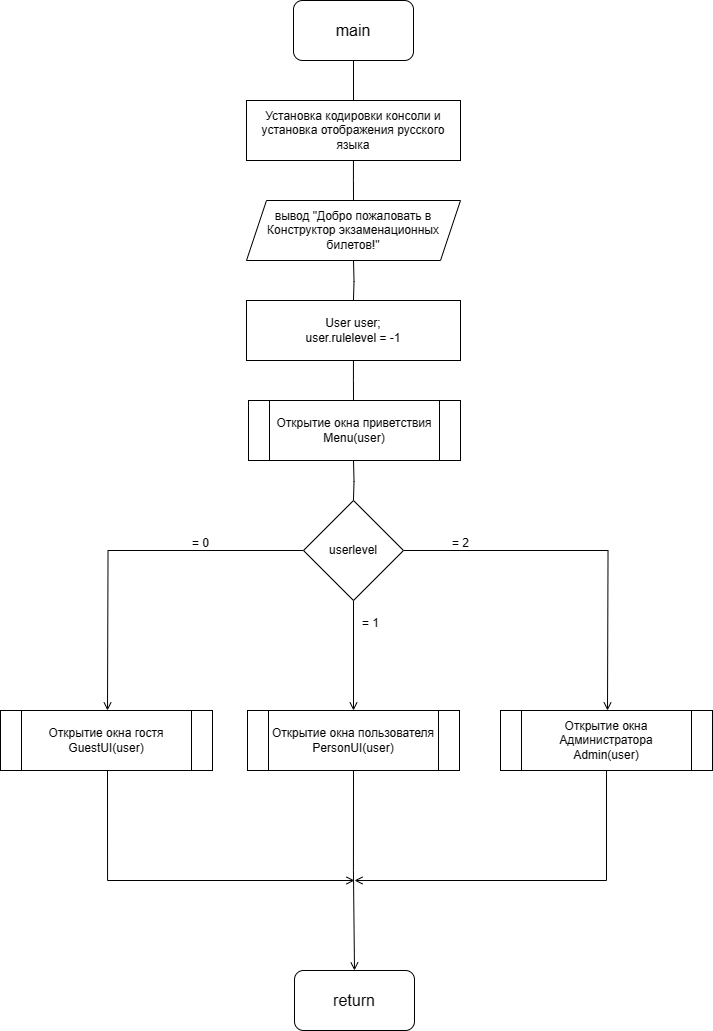 main
Установка кодировки консоли и
установка отображения русского
языка
вывод "Добро пожаловать в
Конструктор экзаменационных
билетов!"
User user;
user.rulelevel = -1
Открытие окна приветствия
Menu(user)
userlevel
= 0
= 2
= 1
Открытие окна гостя
GuestUI(user)
Открытие окна пользователя
PersonUI(user)
Открытие окна
Администратора
Admin(user)
return